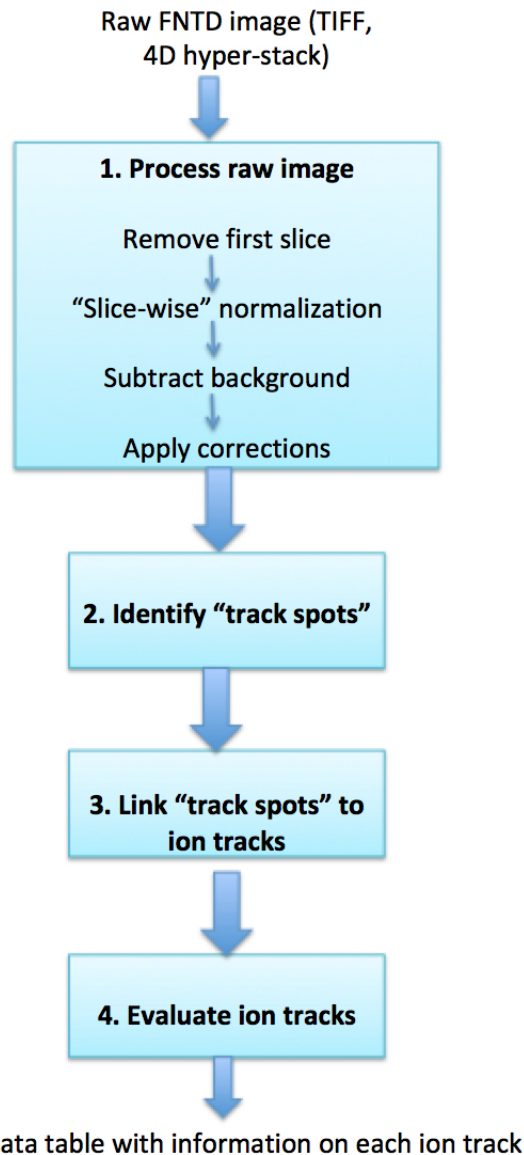 Raw FNTD image (TIFF,
4D hyper-stack)
1. Process raw image
Remove first slice
“Slice-wise” normalization
Subtract background
Apply corrections
2. Identify “track spots”
3. Link “track spots” to
ion tracks
4. Evaluate ion tracks
ata table with information on each ion track